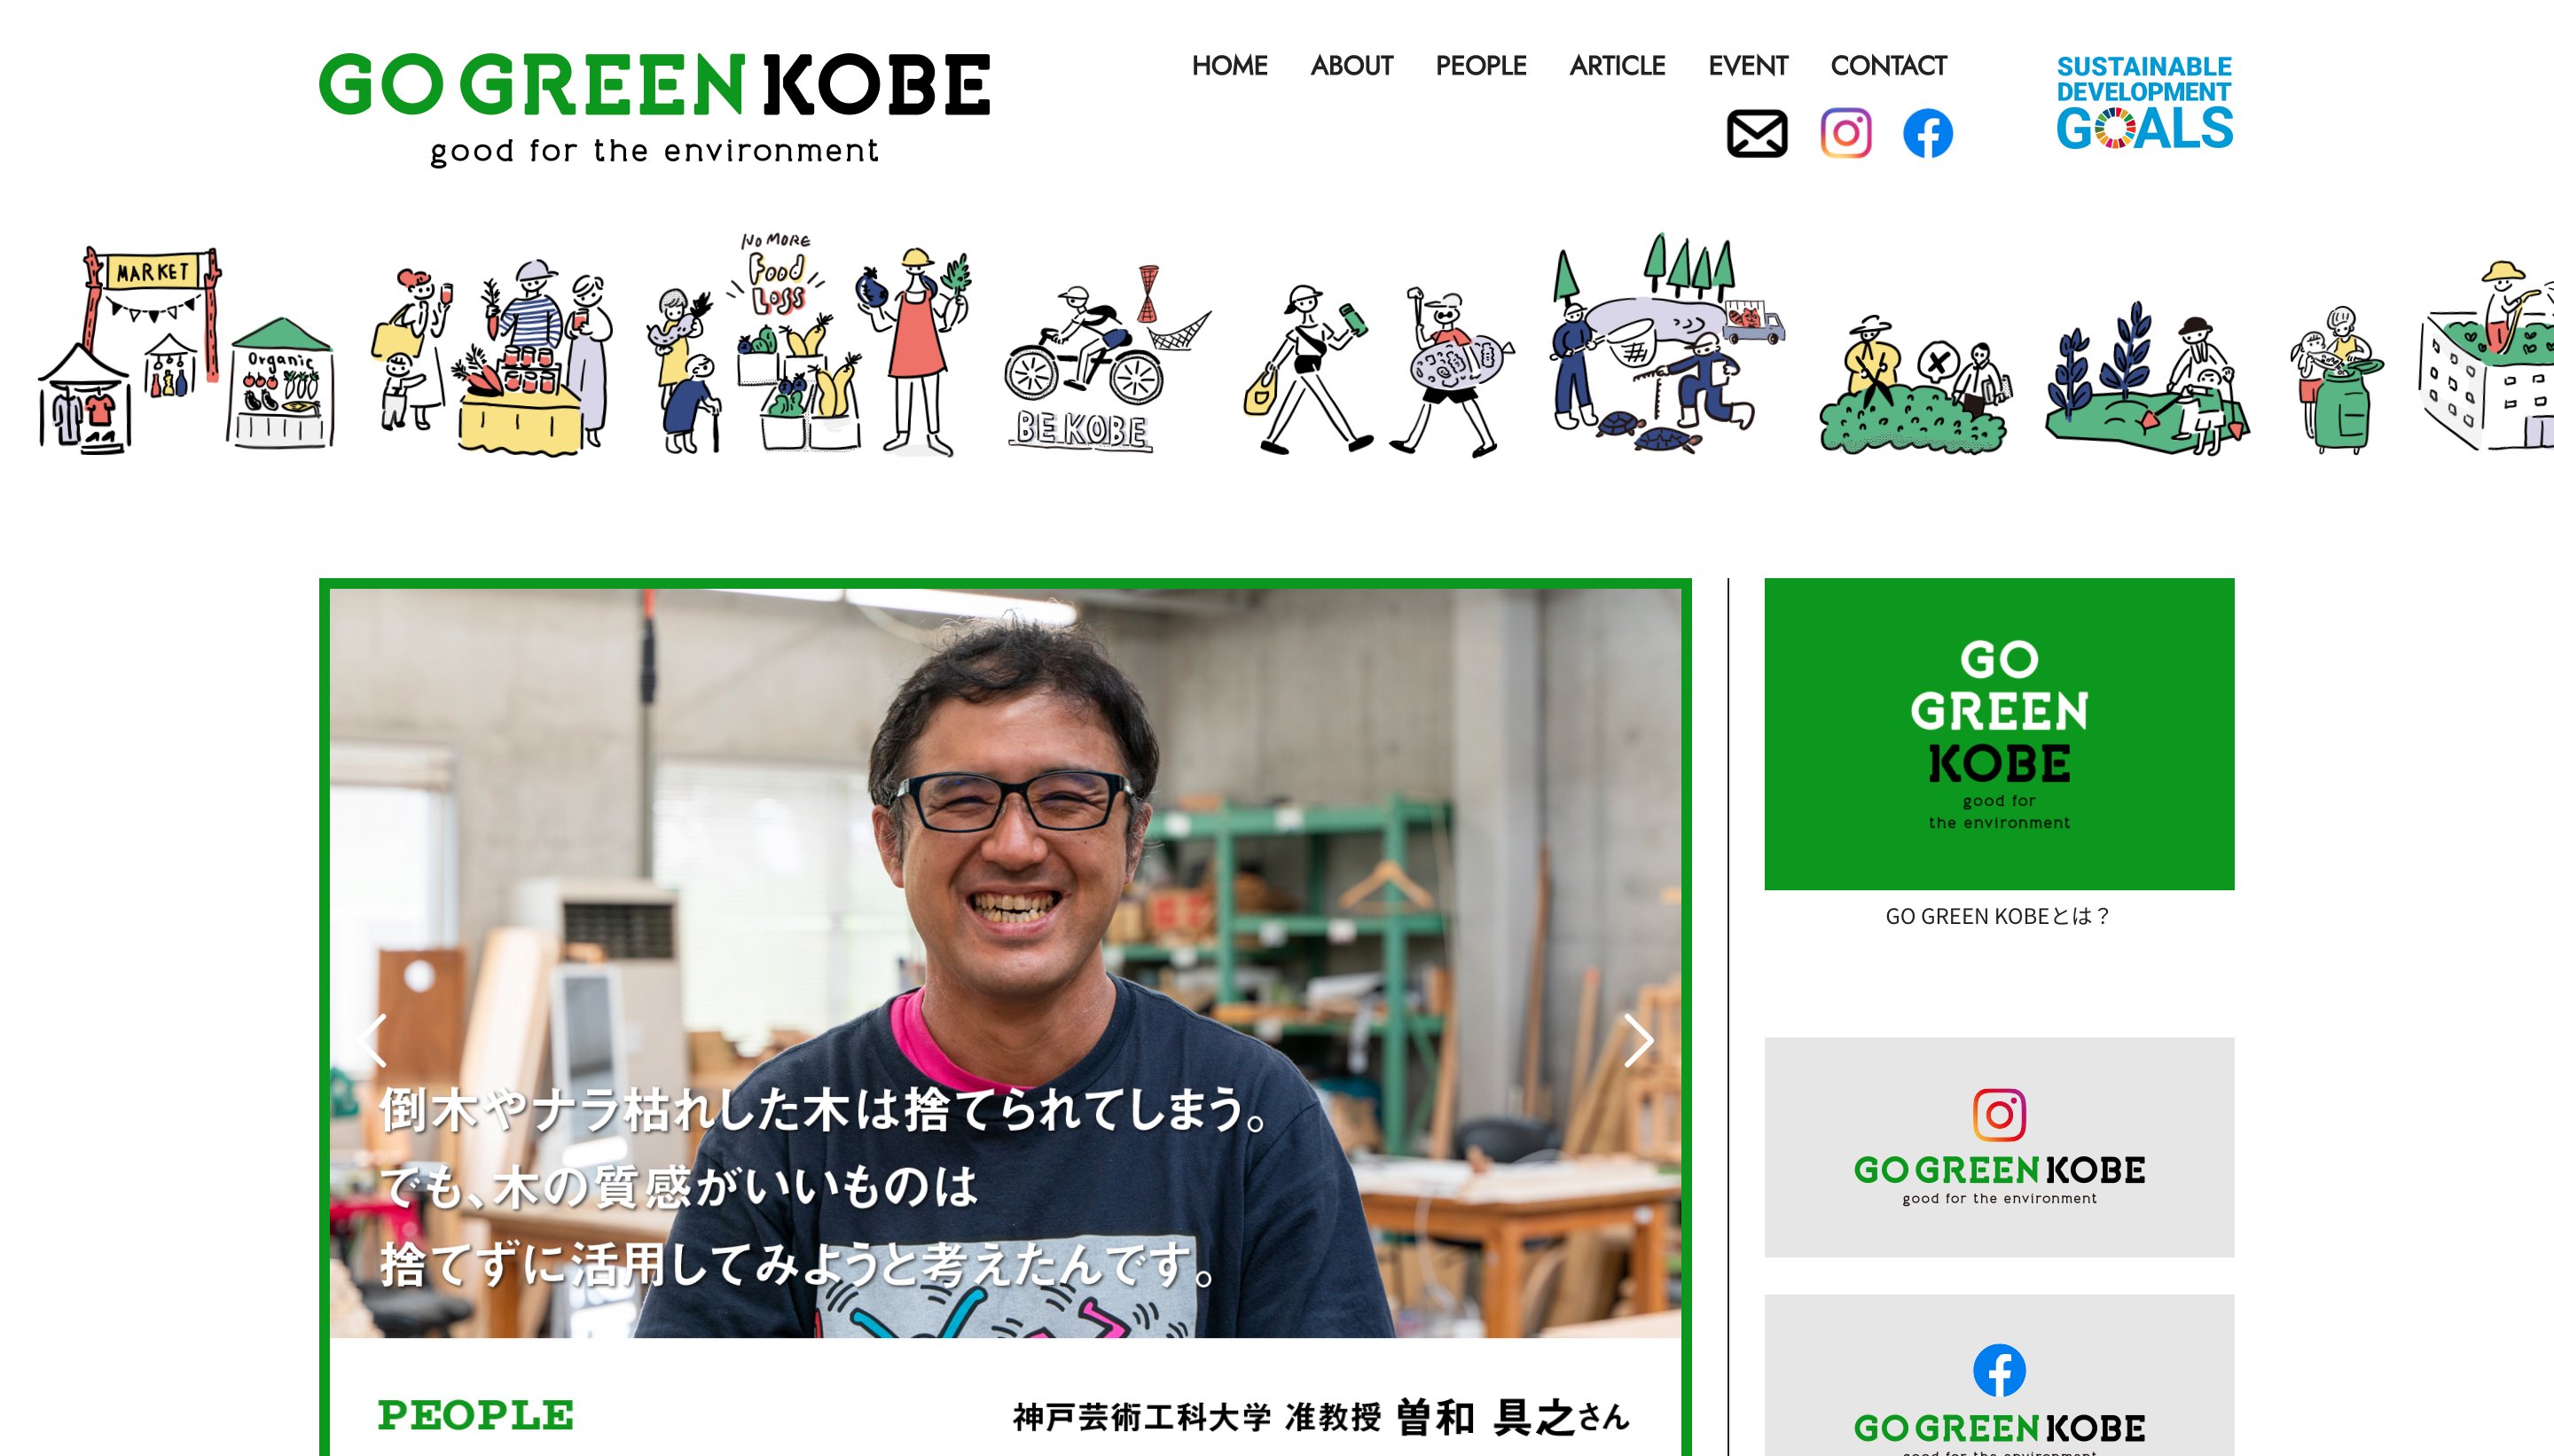 GO GREEN KOBE
good for the environment
HOME ABOUT PEOPLE ARTICLE EVENT CONTACT
SUSTAINABLE
DEVELOPMENT
GOALS
MARKET
Organic
NO MORE
FOOD
LOSS
BE KOBE
倒木やナラ枯れした木は捨てられてしまう。
でも、木の質感がいいものは
捨てずに活用してみようと考えたんです。
PEOPLE
神戸芸術工科大学 准教授 曽和 具之さん
GO
GREEN
KOBE
good for
the environment
GO GREEN KOBEとは？
GO GREEN KOBE
good for the environment
GO GREEN KOBE
good for the environment